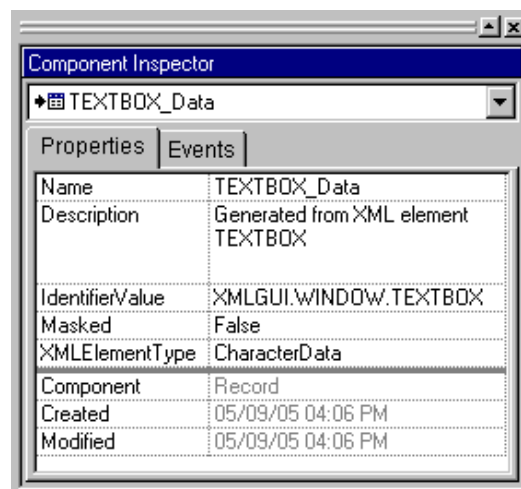 Component Inspector
TEXTBOX_Data
Properties Events
Name TEXTBOX_Data
Description Generated from XML element
TEXTBOX
IdentifierValue XMLGUI.WINDOW.TEXTBOX
Masked False
XMLElementType CharacterData
Component Record
Created 05/09/05 04:06 PM
Modified 05/09/05 04:06 PM